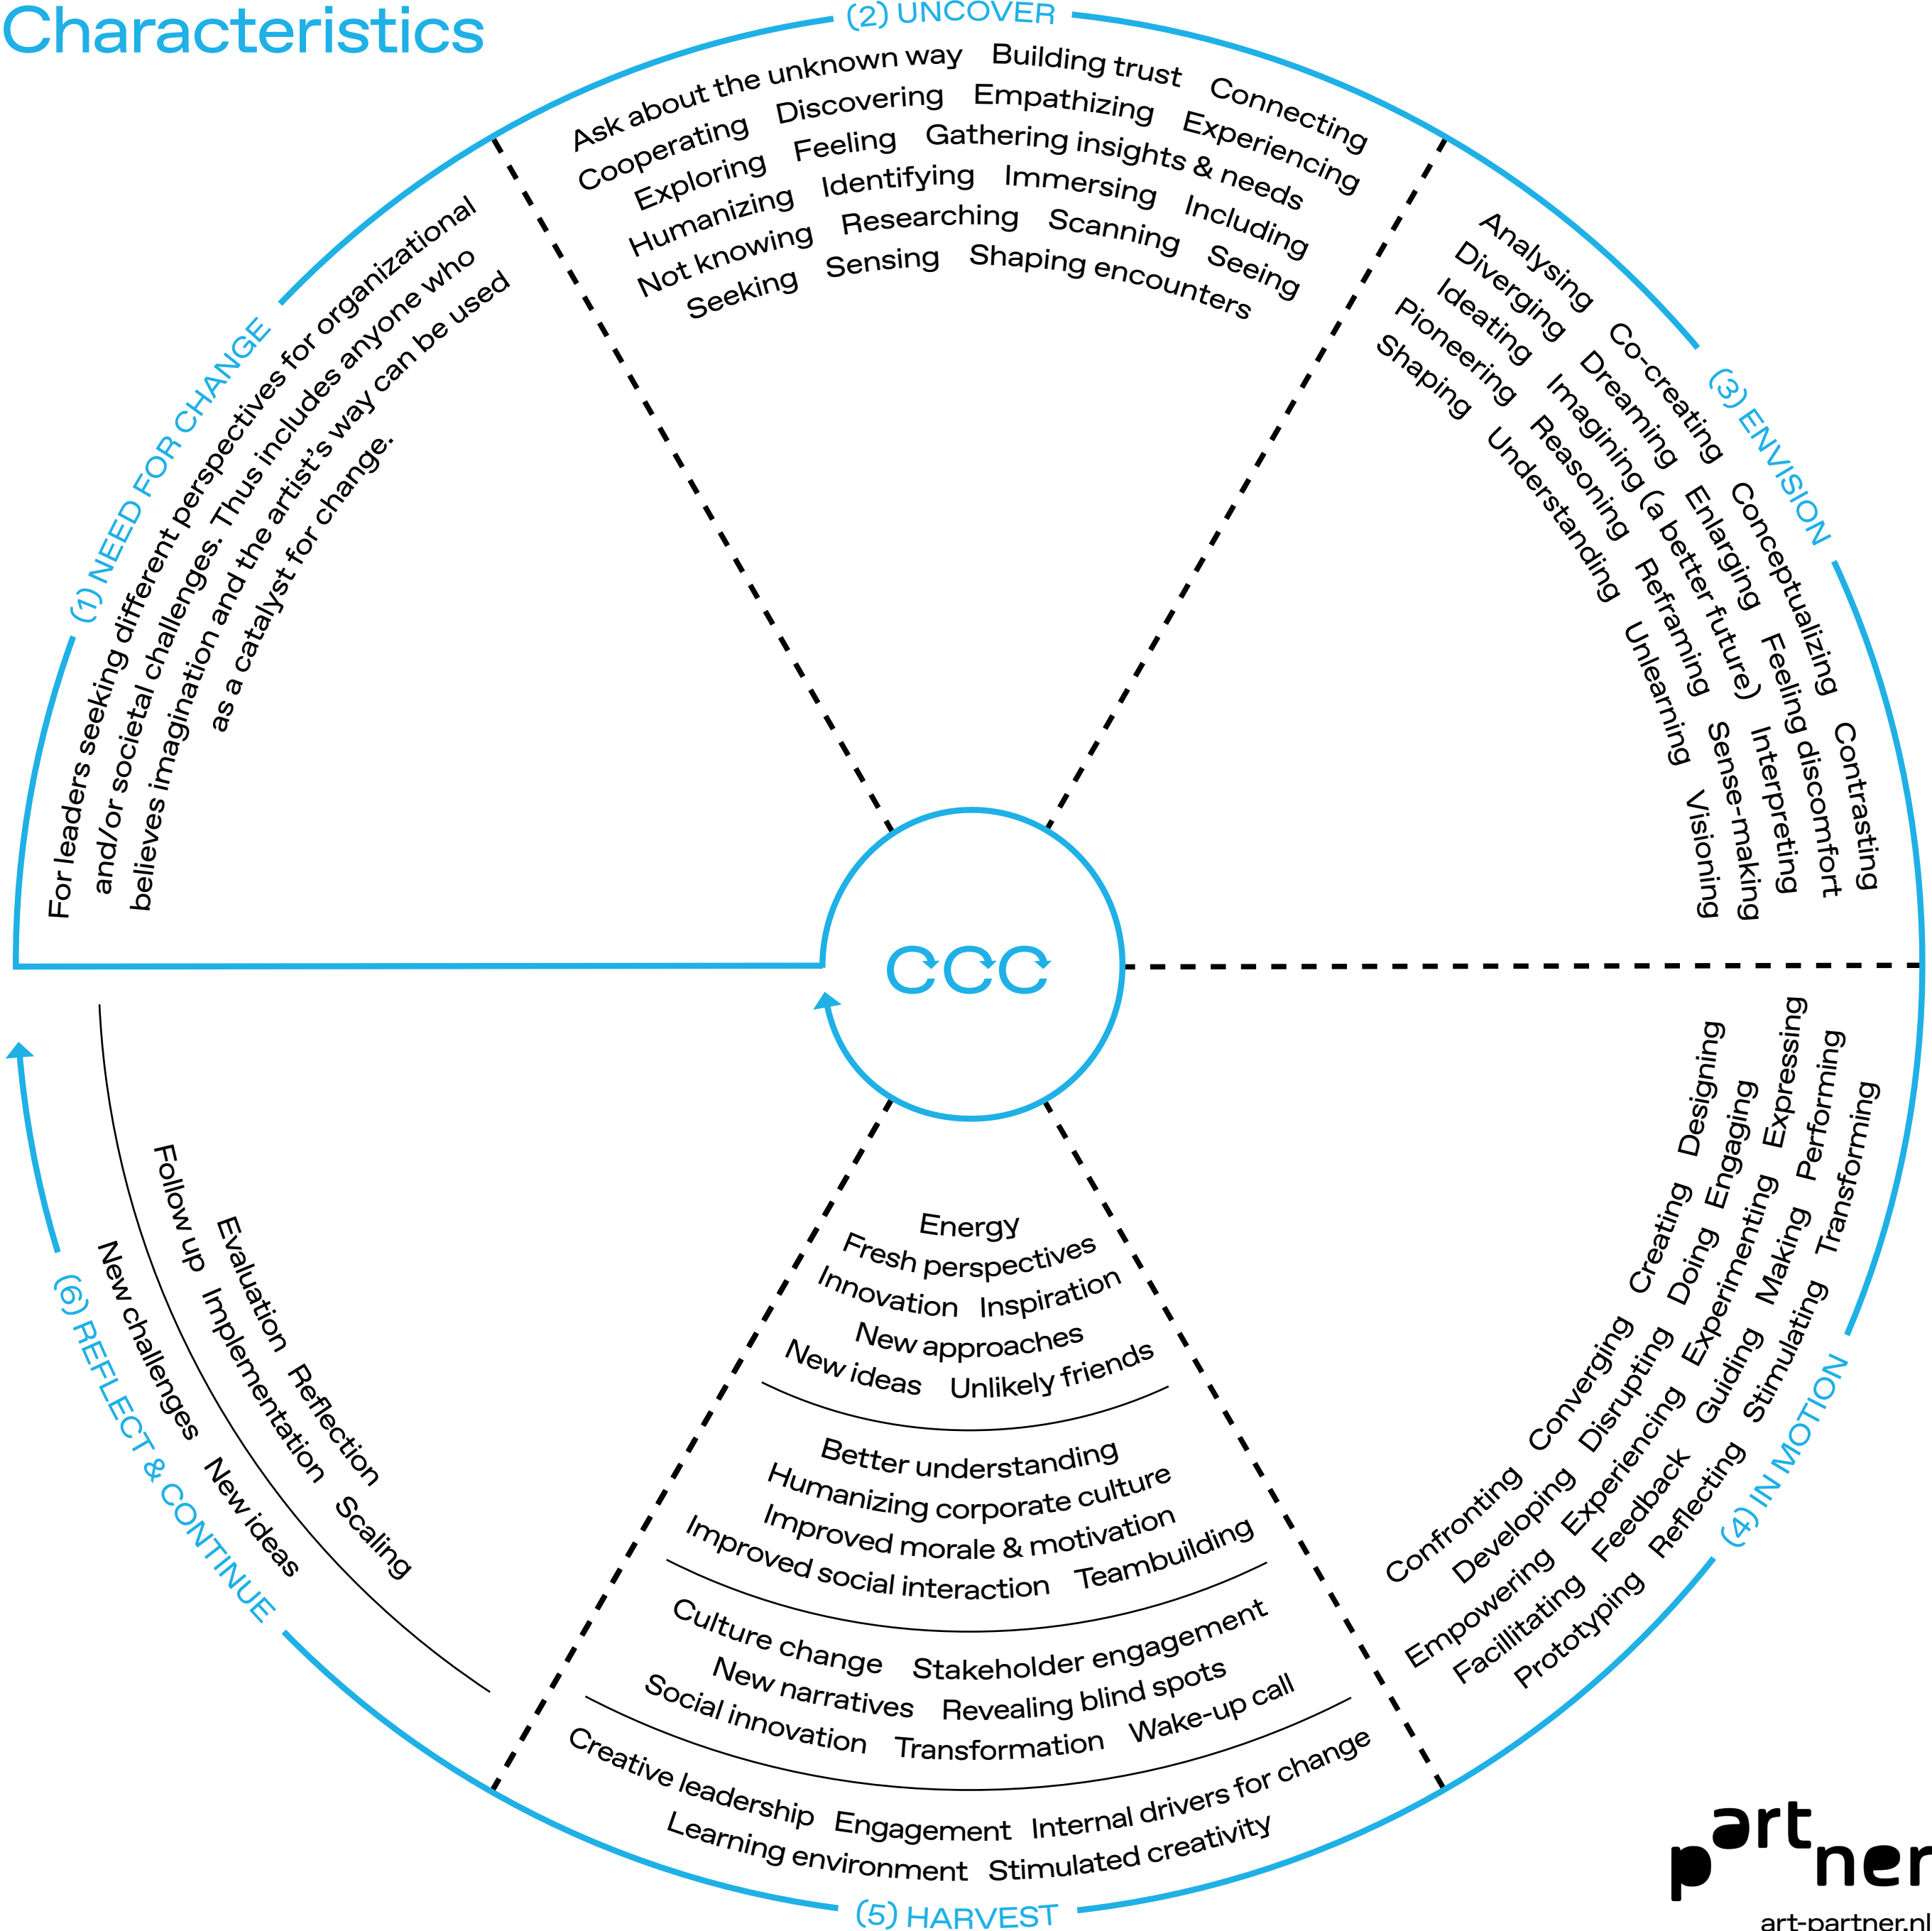 Characteristics
(1) NEED FOR CHANGE
For leaders seeking different perspectives for organizational
and/or societal challenges. Thus includes anyone who
believes imagination and the artist's way can be used
as a catalyst for change.
(2) UNCOVER
Ask about the unknown way Building trust Connecting
Cooperating Discovering Empathizing Experiencing
Exploring Feeling Gathering insights & needs
Humanizing Identifying Immersing Including
Not knowing Researching Scanning Seeing
Seeking Sensing Shaping encounters
(3) ENVISION
Analysing Co-creating Conceptualizing Contrasting
Diverging Dreaming Enlarging Feeling discomfort
Ideating Imagining (a better future) Interpreting
Pioneering Reasoning Reframing Sense-making
Shaping Understanding Unlearning Visioning
(4) IN MOTION
Confronting Converging Creating Designing
Developing Disrupting Doing Engaging
Empowering Experiencing Experimenting Expressing
Facillitating Feedback Guiding Making Performing
Prototyping Reflecting Stimulating Transforming
(5) HARVEST
Energy
Fresh perspectives
Innovation Inspiration
New approaches
New ideas Unlikely friends
Better understanding
Humanizing corporate culture
Improved morale & motivation
Improved social interaction Teambuilding
Culture change Stakeholder engagement
New narratives Revealing blind spots
Social innovation Transformation Wake-up call
Creative leadership Engagement Internal drivers for change
Learning environment Stimulated creativity
(6) REFLECT & CONTINUE
Evaluation Reflection
Follow up Implementation Scaling
New challenges New ideas
CCC
art
partner
art-partner.nl